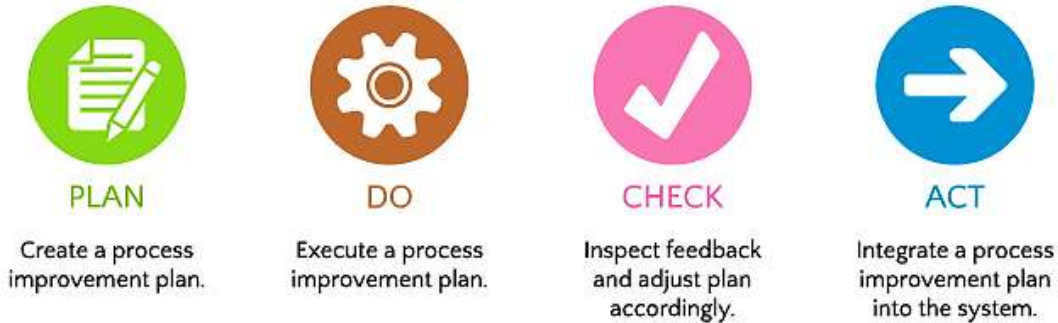 PLAN
Create a process
improvement plan.
DO
Execute a process
improvement plan.
CHECK
Inspect feedback
and adjust plan
accordingly.
ACT
Integrate a process
improvement plan
into the system.